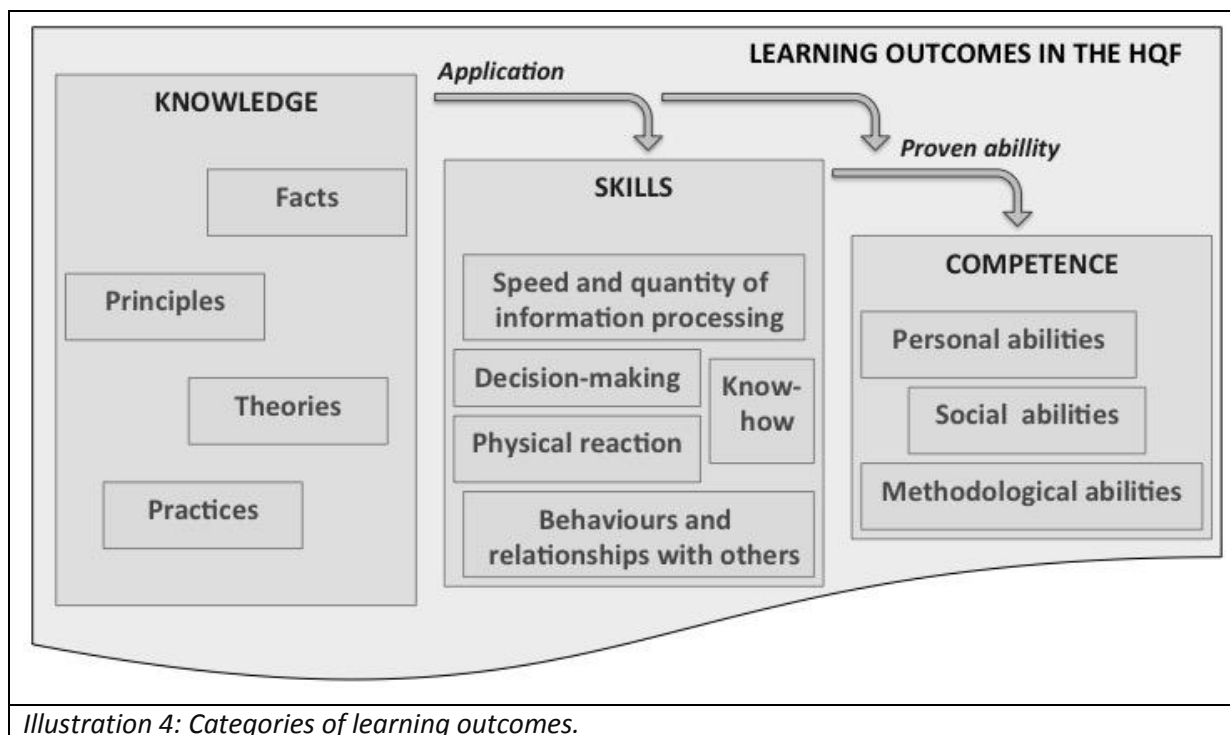 LEARNING OUTCOMES IN THE HQF
Application
Proven abillity
KNOWLEDGE
Facts
Principles
Theories
Practices
SKILLS
Speed and quantity of
information processing
Decision-making
Know-
how
Physical reaction
Behaviours and
relationships with others
COMPETENCE
Personal abilities
Social abilities
Methodological abilities
Illustration 4: Categories of learning outcomes.